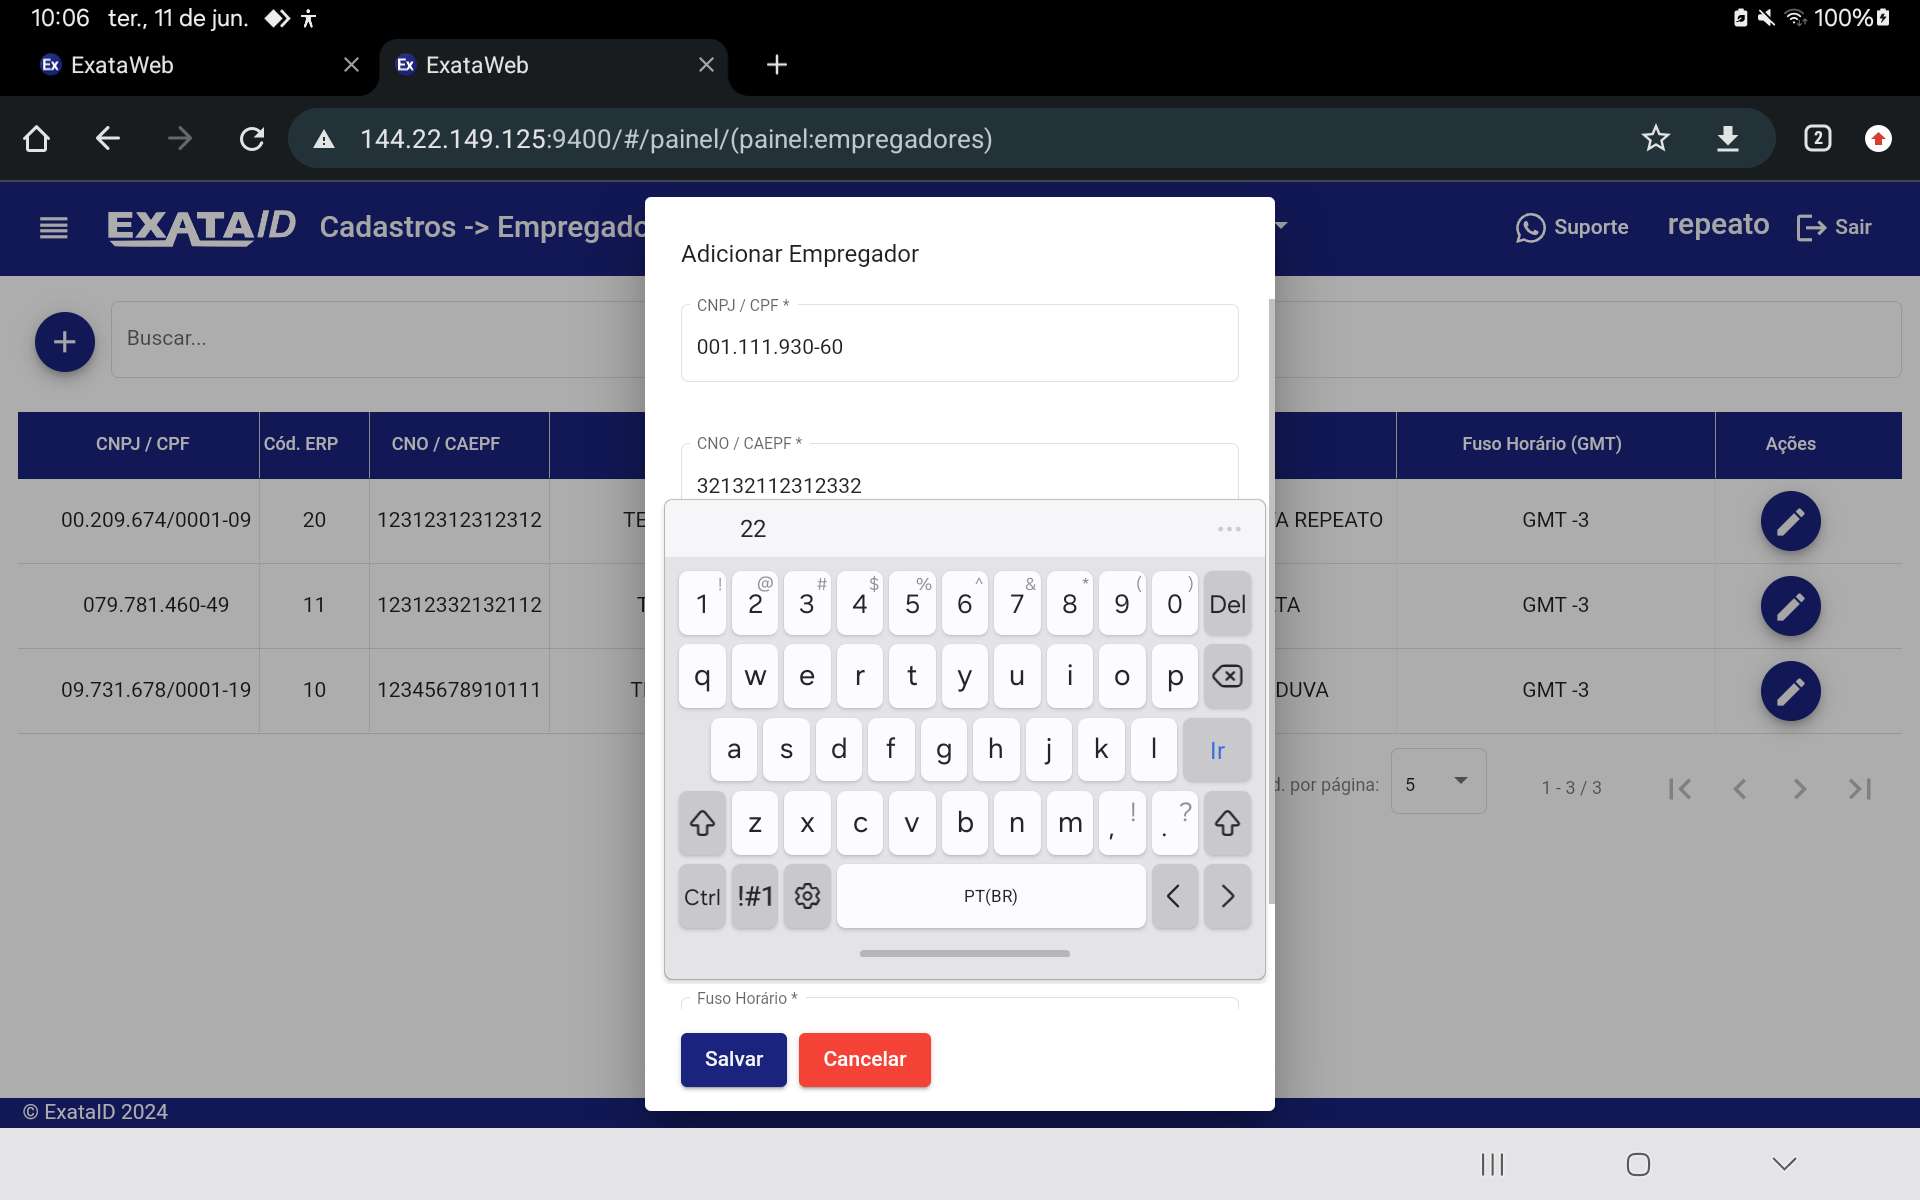 10:06 ter., 11 de jun. 100%
Ex ExataWeb Ex ExataWeb
144.22.149.125:9400/#/painel/(painel:empregadores) 2
EXATA/D Cadastros -> Empregado Suporte repeato Sair
Adicionar Empregador
CNPJ / CPF *
001.111.930-60
Buscar...
CNPJ / CPF Cód. ERP CNO / CAEPF Fuso Horário (GMT) Ações
CNO / CAEPF *
32132112312332
00.209.674/0001-09 20 12312312312312 TE A REPEATO GMT -3
079.781.460-49 11 12312332132112 T TA GMT -3
09.731.678/0001-19 10 12345678910111 TI DUVA GMT -3
d. por página: 5 1 - 3 / 3
22 ...
! @ # $ % ^ & * ( )
1 2 3 4 5 6 7 8 9 0 Del
q w e r t y u i o p
a s d f g h j k l Ir
z x c v b n m , ! . ?
Ctrl !#1 PT(BR) < >
Fuso Horário *
Salvar Cancelar
© ExataID 2024